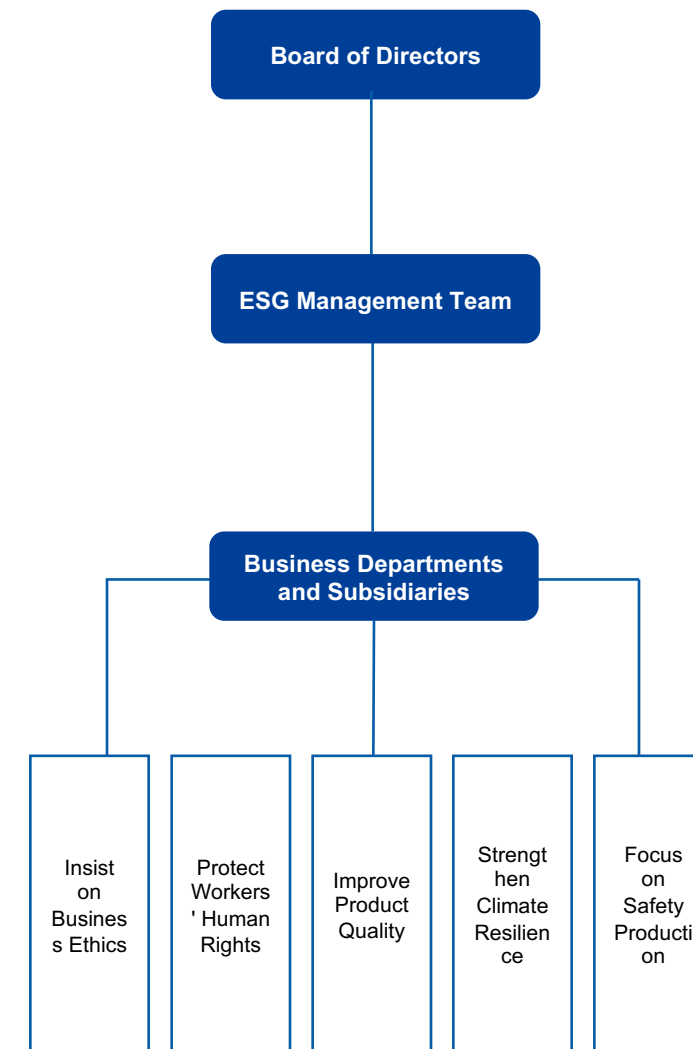 Board of Directors
ESG Management Team
Business Departments
and Subsidiaries
Insist
on
Busines
s Ethics
Protect
Workers
' Human
Rights
Improve
Product
Quality
Strengt
hen
Climate
Resilien
ce
Focus
on
Safety
Producti
on